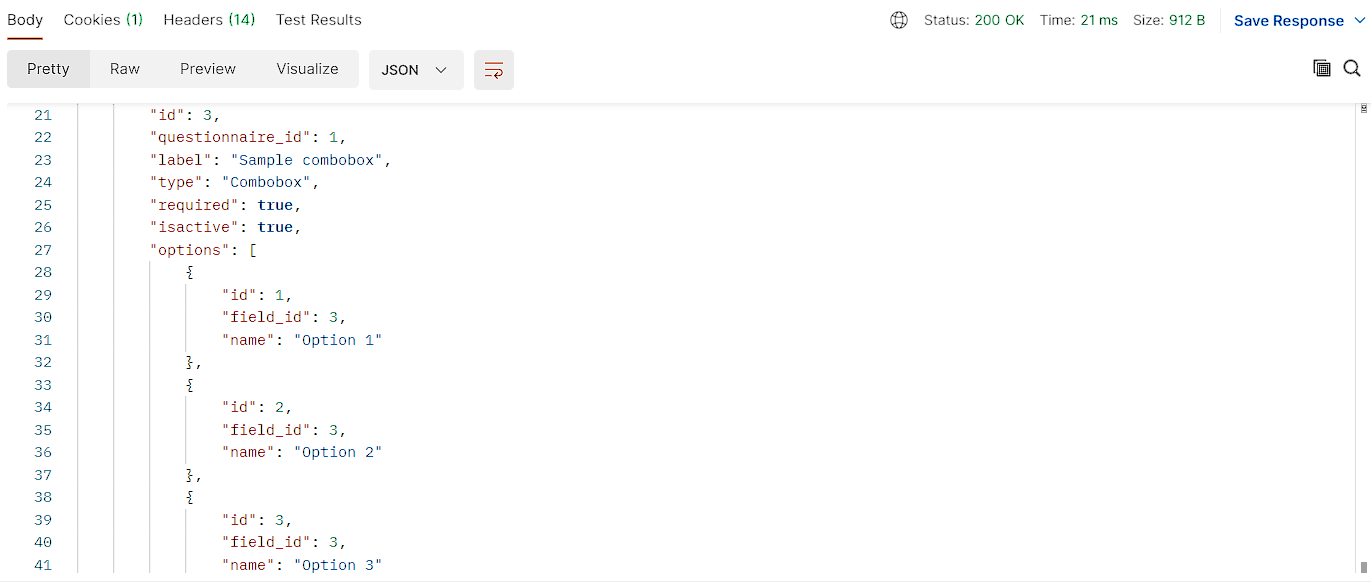 Body Cookies (1) Headers (14) Test Results Status: 200 OK Time: 21 ms Size: 912 B Save Response
Pretty Raw Preview Visualize JSON
21 "id": 3,
22 "questionnaire_id": 1,
23 "label": "Sample combobox",
24 "type": "Combobox",
25 "required": true,
26 "isactive": true,
27 "options": [
28 {
29 "id": 1,
30 "field_id": 3,
31 "name": "Option 1"
32 },
33 {
34 "id": 2,
35 "field_id": 3,
36 "name": "Option 2"
37 },
38 {
39 "id": 3,
40 "field_id": 3,
41 "name": "Option 3"